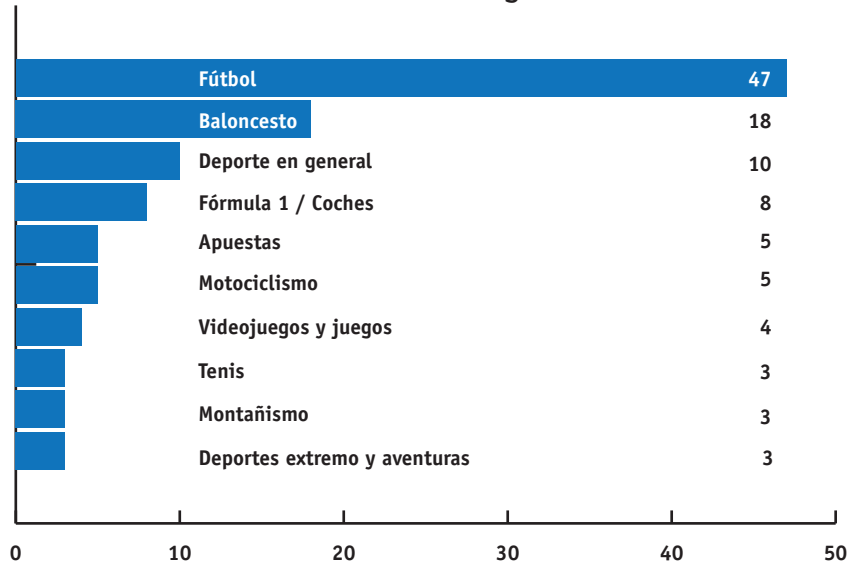 Fútbol 47
Baloncesto 18
Deporte en general 10
Fórmula 1 / Coches 8
Apuestas 5
Motociclismo 5
Videojuegos y juegos 4
Tenis 3
Montañismo 3
Deportes extremo y aventuras 3
0 10 20 30 40 50